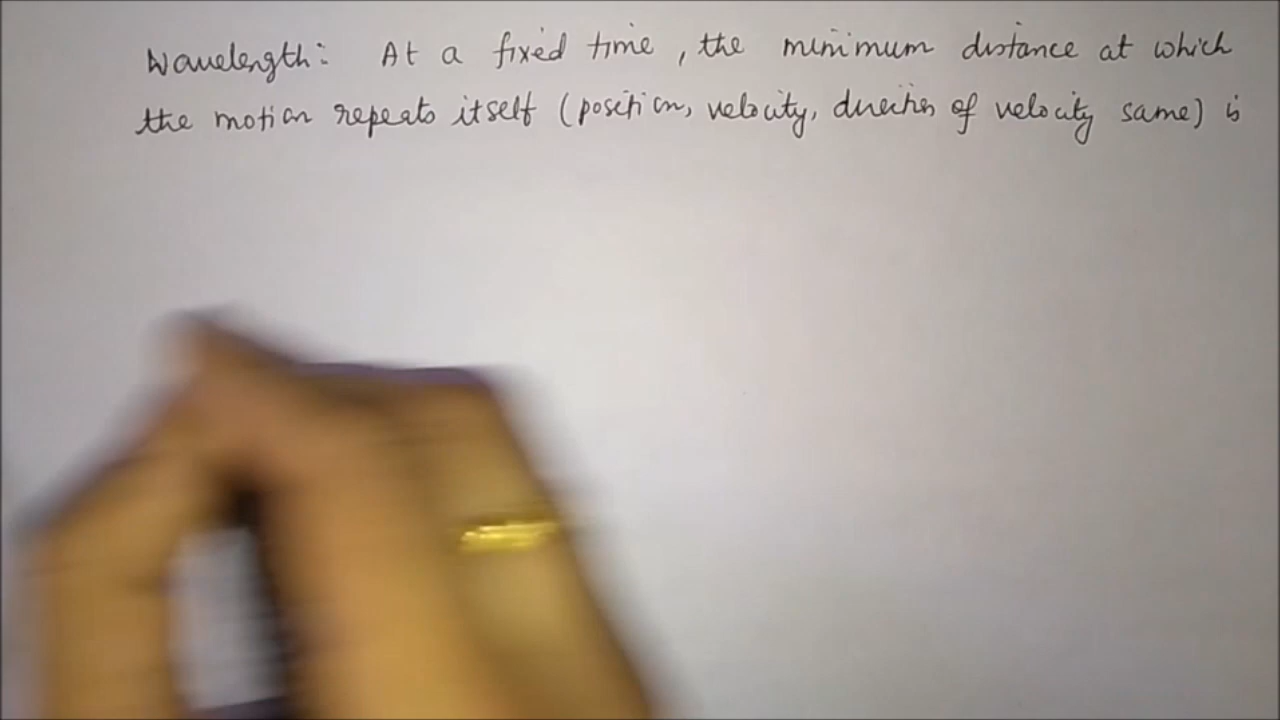 Wavelength: At a fixed time, the minimum distance at which
the motion repeats itself (position, velocity, direction of velocity same) is